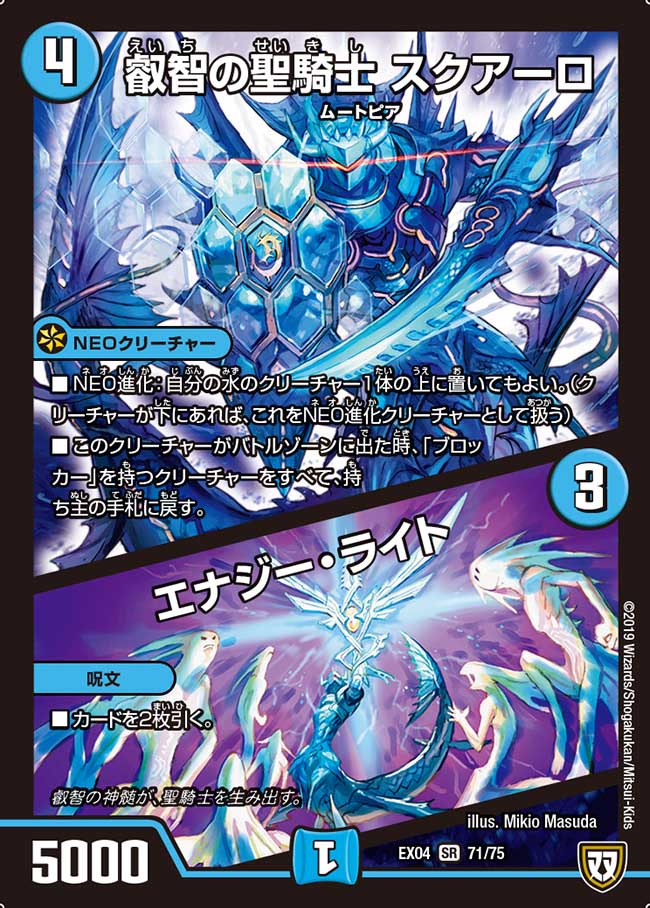 4
叡智の聖騎士 スクアーロ
えいち せいきし
ムートピア
NEOクリーチャー
■NEO進化:自分の水のクリーチャー1体の上に置いてもよい。(ク
リーチャーが下にあれば、これをNEO進化クリーチャーとして扱う)
■このクリーチャーがバトルゾーンに出た時、「ブロッ
カー」を持つクリーチャーをすべて、持
ち主の手札に戻す。
3
エナジー・ライト
呪文
■カードを2枚引く。
叡智の神髄が、聖騎士を生み出す。
illus. Mikio Masuda
5000
1
EX04 SR 71/75
©2019 Wizards/Shogakukan/Mitsui-Kids